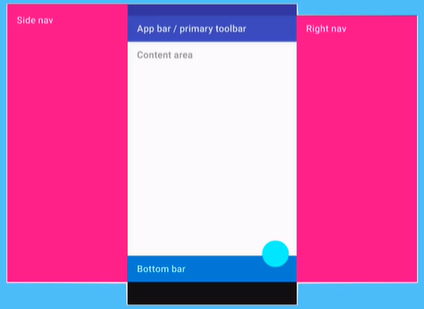 Side nav
App bar / primary toolbar
Right nav
Content area
Bottom bar